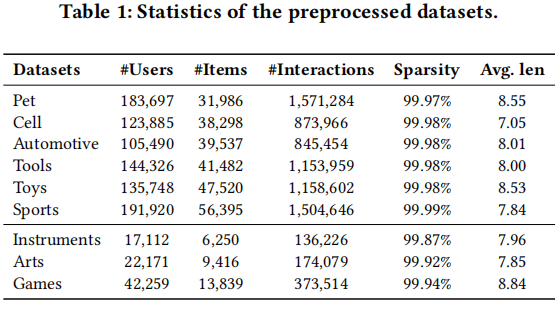 Table 1: Statistics of the preprocessed datasets.
Datasets #Users #Items #Interactions Sparsity Avg. len
Pet 183,697 31,986 1,571,284 99.97% 8.55
Cell 123,885 38,298 873,966 99.98% 7.05
Automotive 105,490 39,537 845,454 99.98% 8.01
Tools 144,326 41,482 1,153,959 99.98% 8.00
Toys 135,748 47,520 1,158,602 99.98% 8.53
Sports 191,920 56,395 1,504,646 99.99% 7.84
Instruments 17,112 6,250 136,226 99.87% 7.96
Arts 22,171 9,416 174,079 99.92% 7.85
Games 42,259 13,839 373,514 99.94% 8.84